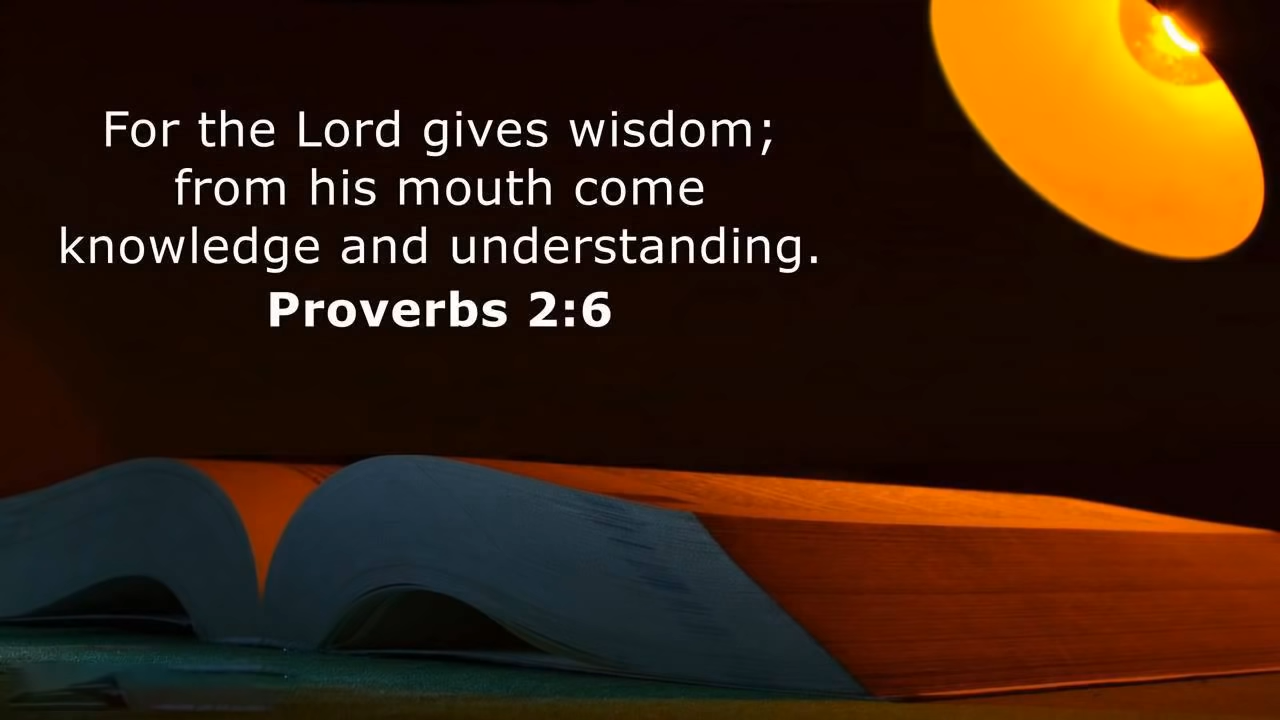 For the Lord gives wisdom;
from his mouth come
knowledge and understanding.
Proverbs 2:6